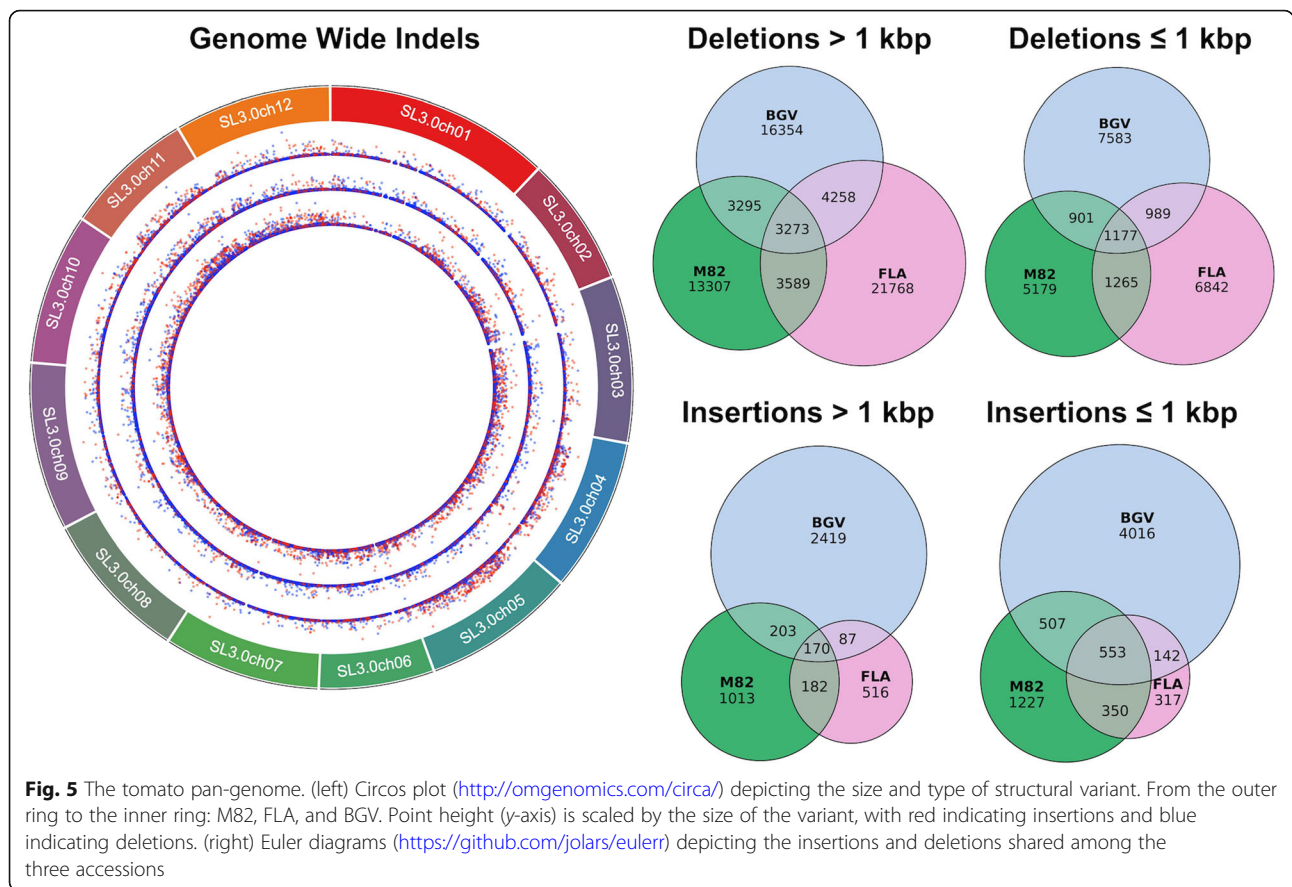 Genome Wide Indels
SL3.0ch01
SL3.0ch02
SL3.0ch03
SL3.0ch04
SL3.0ch05
SL3.0ch06
SL3.0ch07
SL3.0ch08
SL3.0ch09
SL3.0ch10
SL3.0ch11
SL3.0ch12
Deletions > 1 kbp
BGV
16354
3295
4258
3273
M82
13307
3589
FLA
21768
Deletions ≤ 1 kbp
BGV
7583
901
989
1177
M82
5179
1265
FLA
6842
Insertions > 1 kbp
BGV
2419
203
87
170
M82
1013
182
FLA
516
Insertions ≤ 1 kbp
BGV
4016
507
553
142
M82
1227
350
FLA
317
Fig. 5 The tomato pan-genome. (left) Circos plot (http://omgenomics.com/circa/) depicting the size and type of structural variant. From the outer
ring to the inner ring: M82, FLA, and BGV. Point height (y-axis) is scaled by the size of the variant, with red indicating insertions and blue
indicating deletions. (right) Euler diagrams (https://github.com/jolars/eulerr) depicting the insertions and deletions shared among the
three accessions